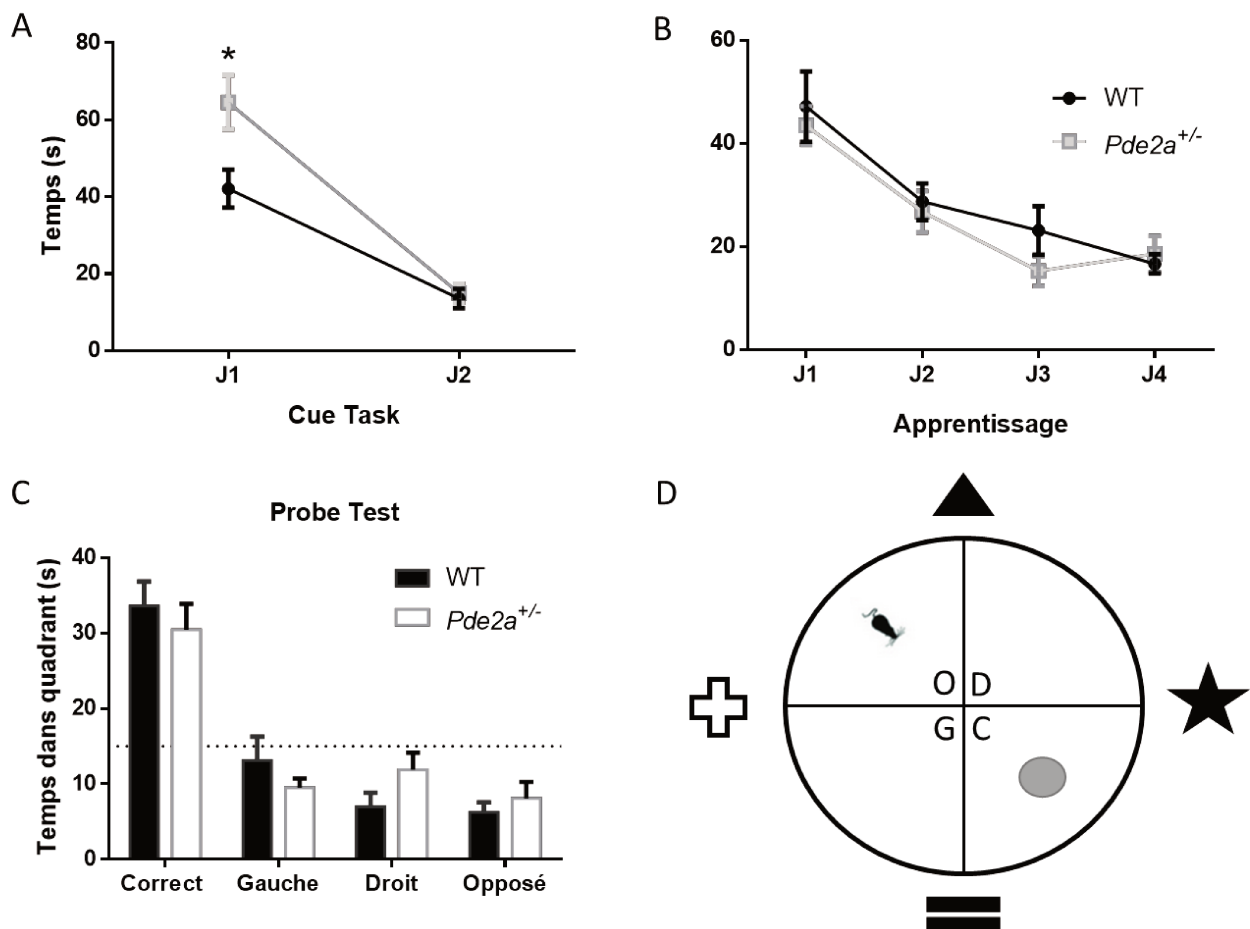 A
80
60
40
20
0
Temps (s)
*
J1
J2
Cue Task
B
60
40
20
0
WT
Pde2a+/-
J1
J2
J3
J4
Apprentissage
C
Probe Test
40
30
20
10
0
Temps dans quadrant (s)
WT
Pde2a+/-
Correct
Gauche
Droit
Opposé
D
O D
G C